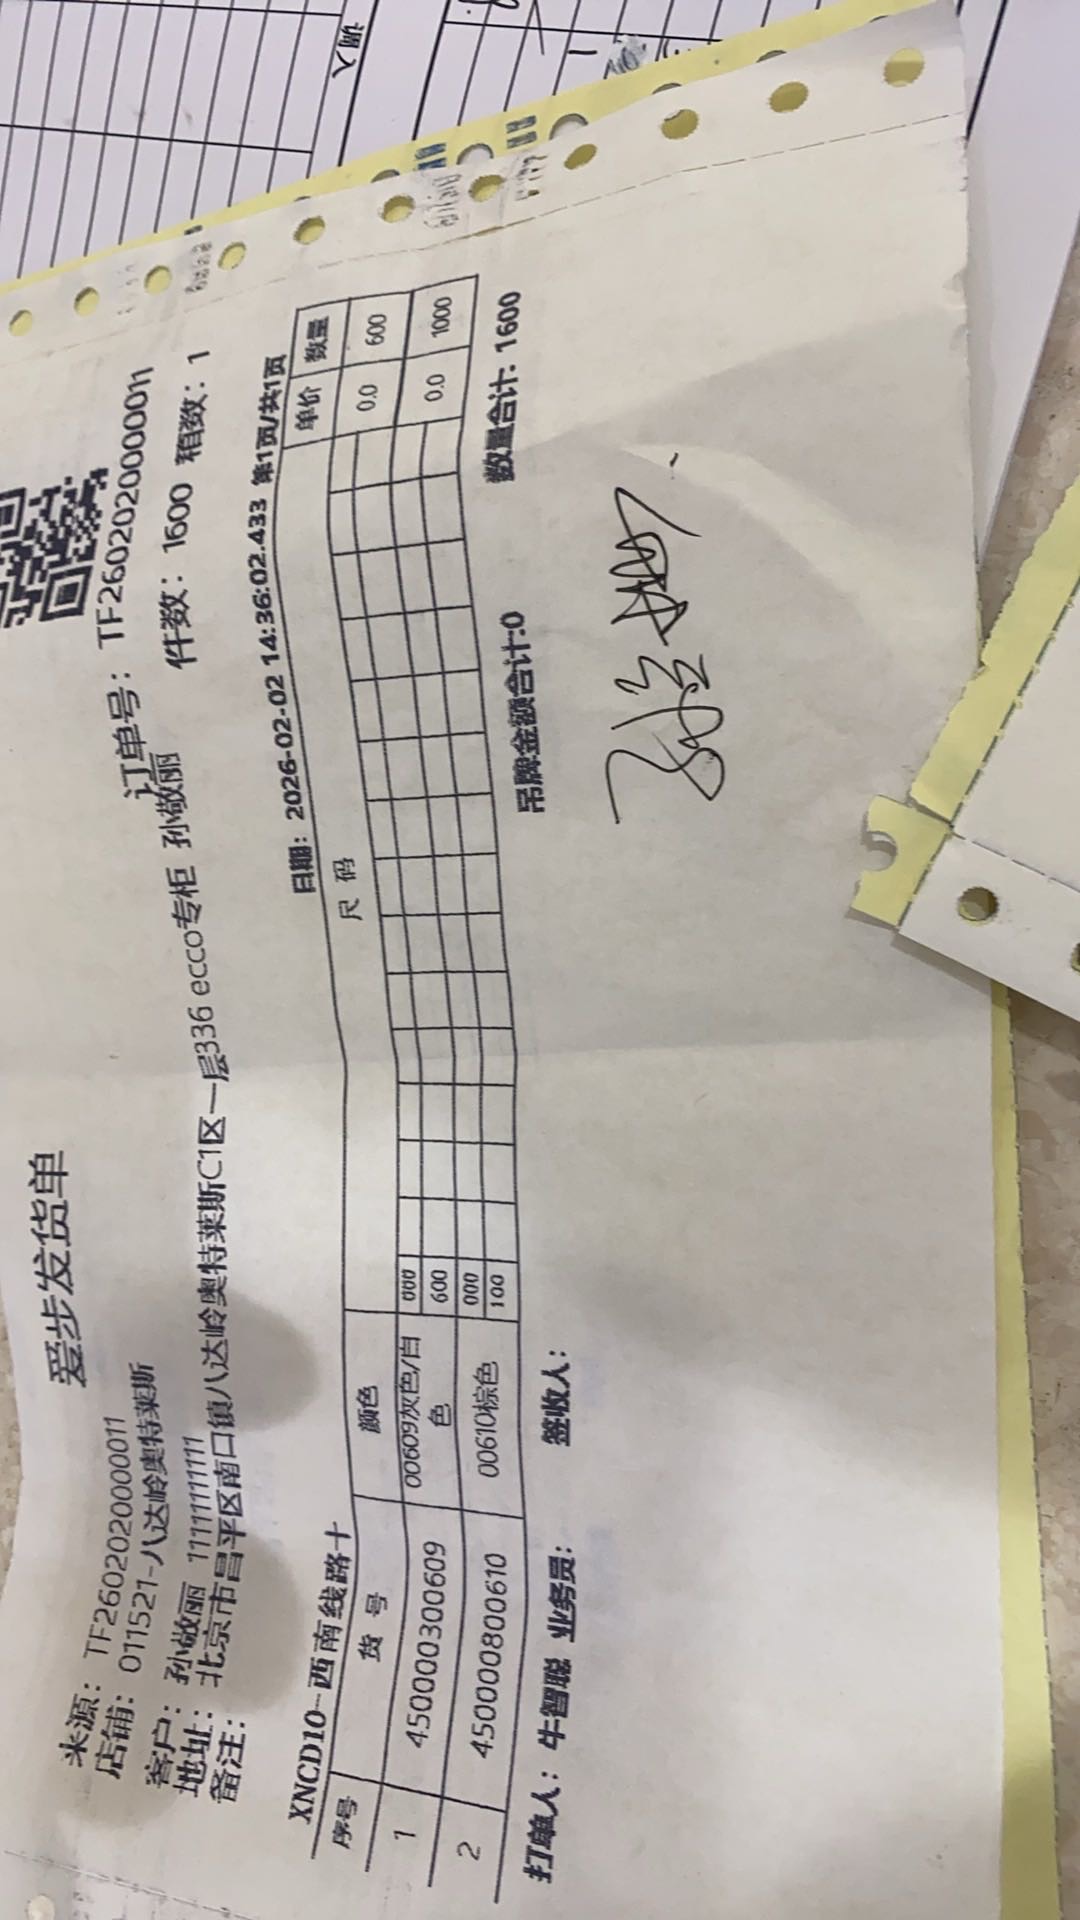 爱步发货单
来源：TF2602020000011 订单号：TF2602020000011
店铺：011521-八达岭奥特莱斯
客户：孙敬丽 11111111111 件数：1600 箱数：1
地址：北京市昌平区南口镇八达岭奥特莱斯C1区一层336 ecco专柜 孙敬丽
备注：
XNCD10-西南线路十 日期：2026-02-02 14:36:02.433 第1页/共1页
序号 货号 颜色 尺码 单价 数量
000
1 45000300609 00609灰色/白色 600 0.0 600
000
2 45000800610 00610棕色 100 0.0 1000
打单人：牛智聪 业务员： 签收人： 吊牌金额合计:0 数量合计：1600
调入